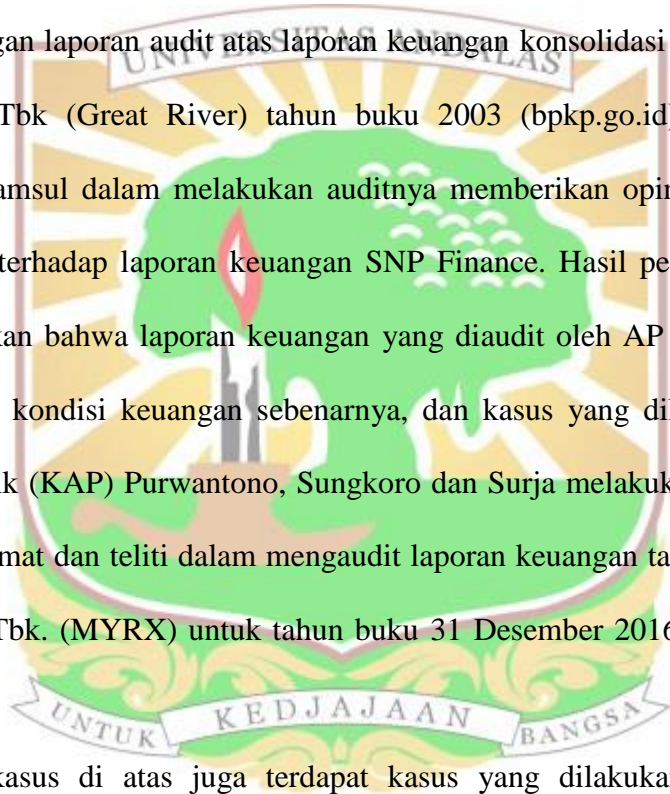 gan laporan audit atas laporan keuangan konsolidasi
UNIVERSITAS ANDALAS
Tbk (Great River) tahun buku 2003 (bpkp.go.id)
amsul dalam melakukan auditnya memberikan opin
terhadap laporan keuangan SNP Finance. Hasil pe
kan bahwa laporan keuangan yang diaudit oleh AP
kondisi keuangan sebenarnya, dan kasus yang di
ik (KAP) Purwantono, Sungkoro dan Surja melakuk
mat dan teliti dalam mengaudit laporan keuangan ta
Tbk. (MYRX) untuk tahun buku 31 Desember 2016
UNTUK KEDJAJAAN BANGSA
kasus di atas juga terdapat kasus yang dilakuka